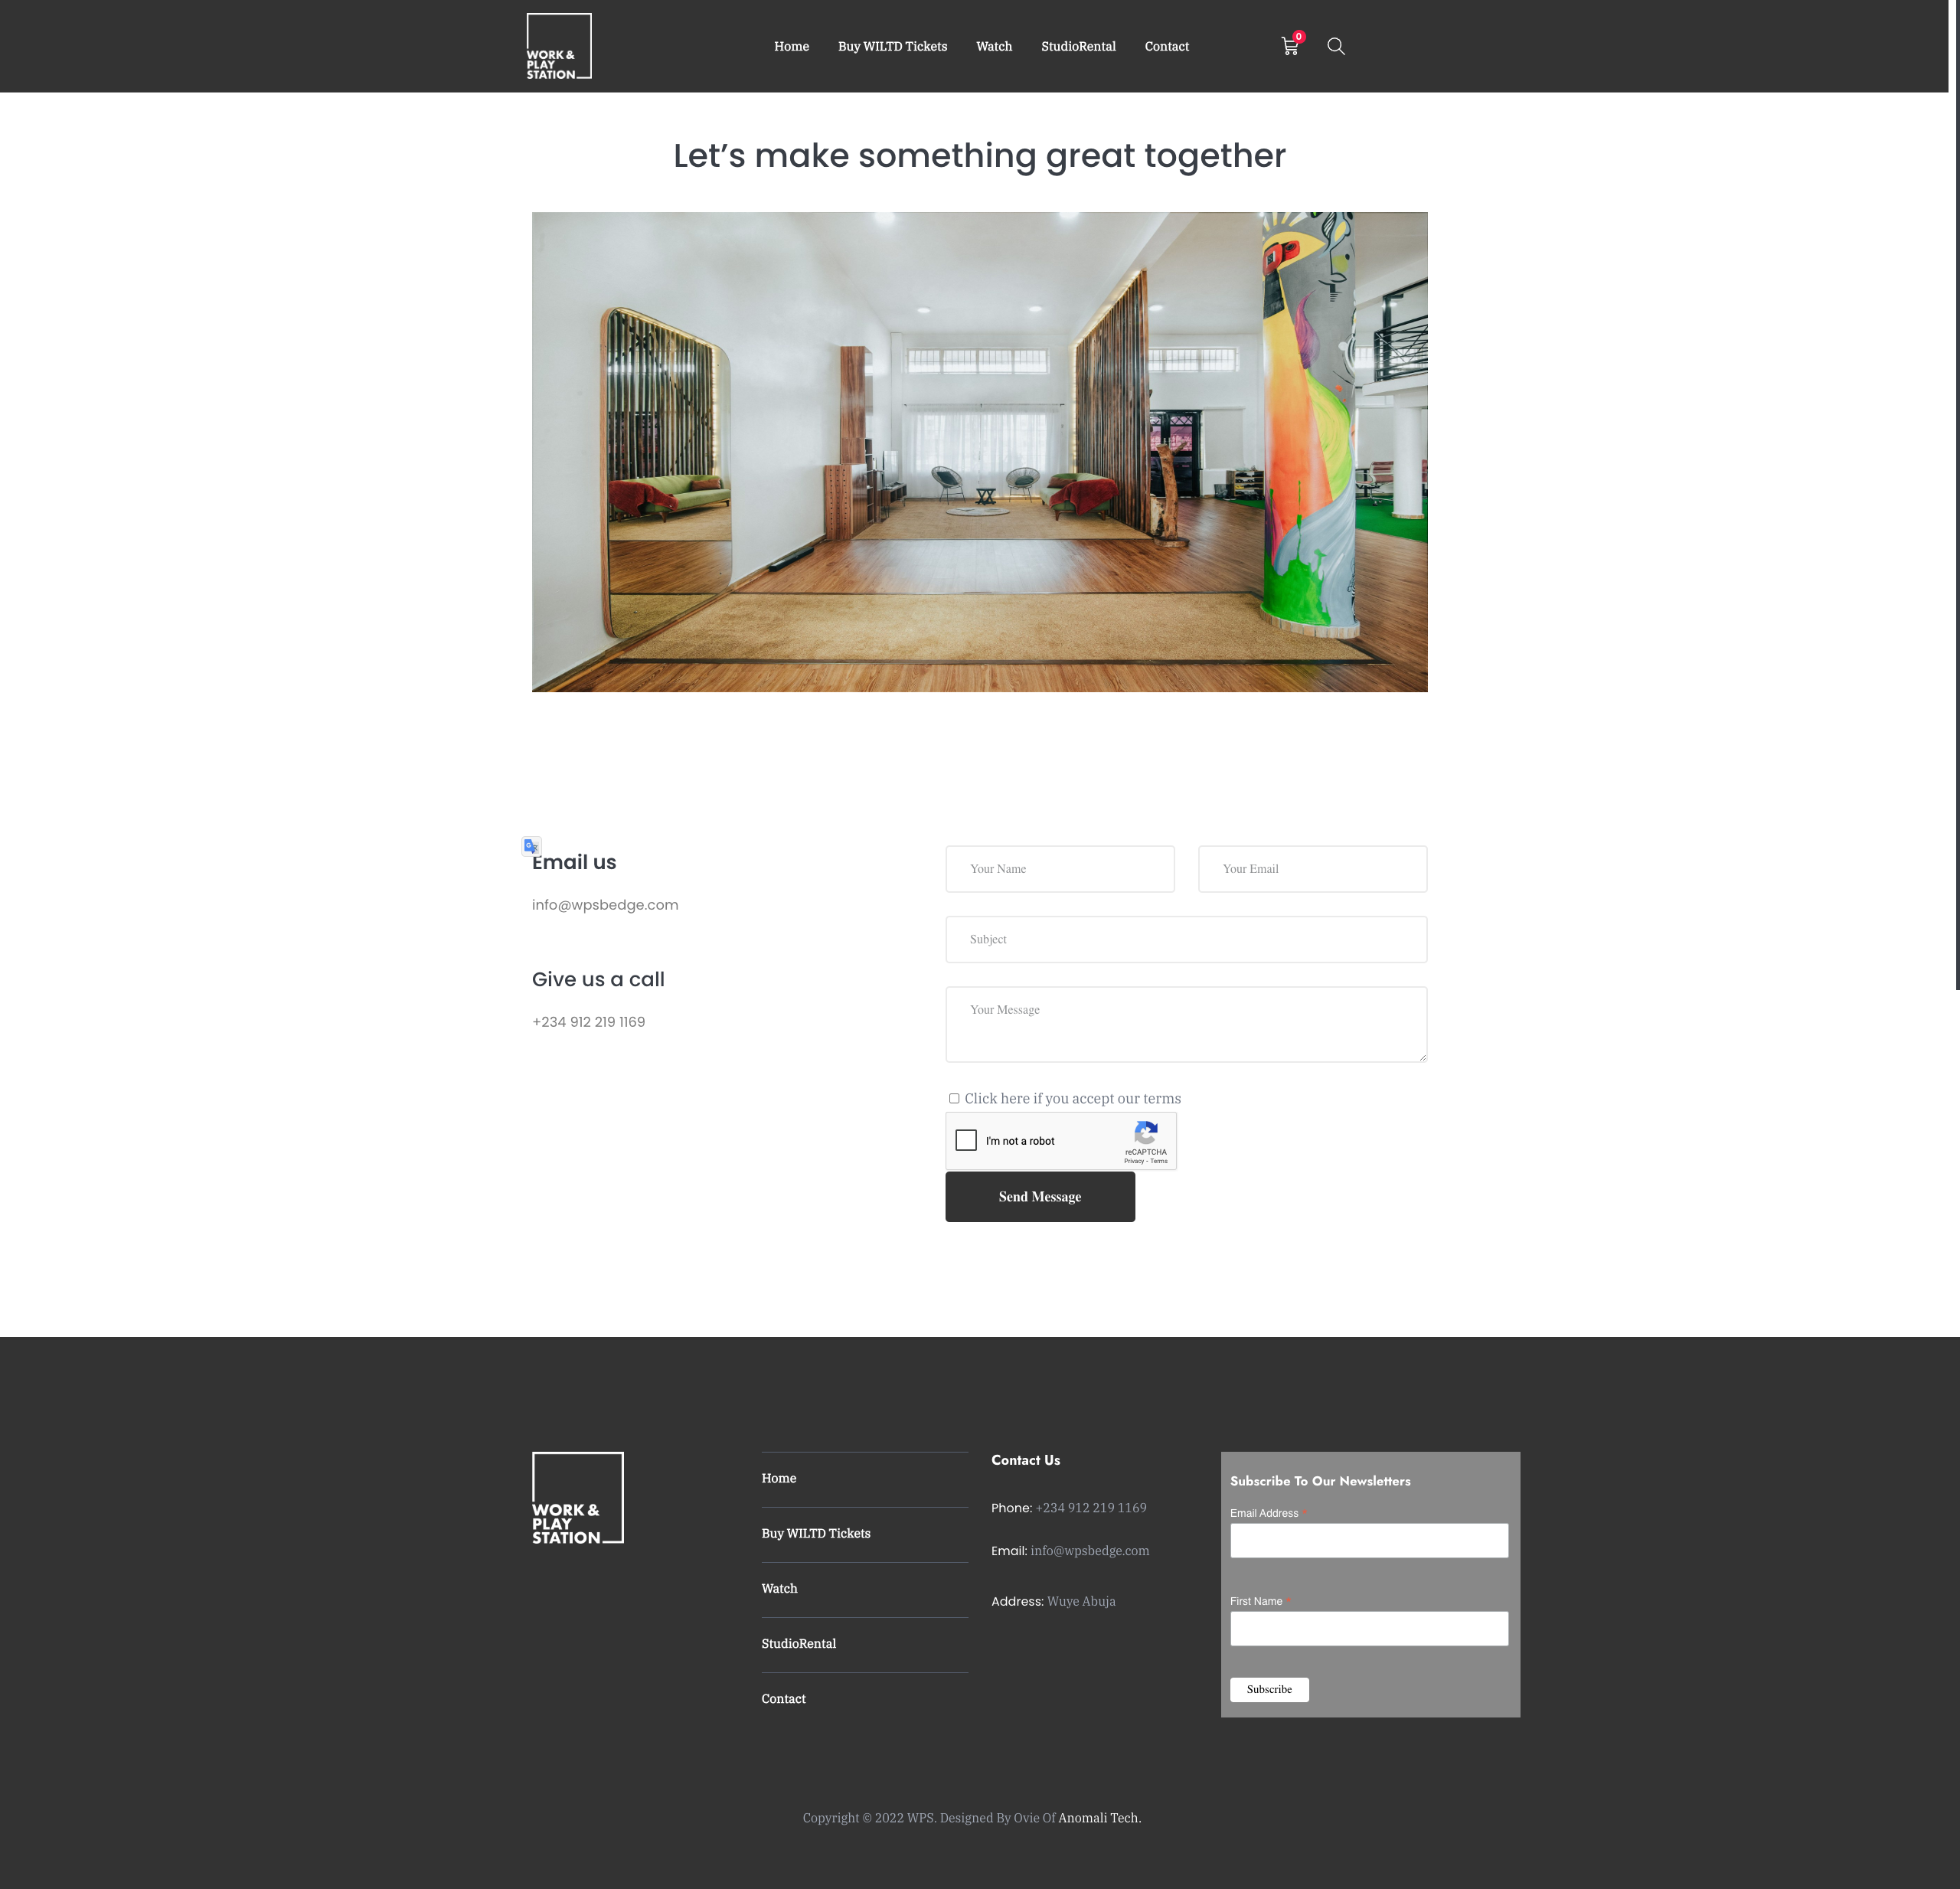 WORK &
PLAY
STATION
Home Buy WILTD Tickets Watch StudioRental Contact 0
Let’s make something great together
Email us
info@wpsbedge.com
Give us a call
+234 912 219 1169
Your Name Your Email
Subject
Your Message
Click here if you accept our terms
I'm not a robot
reCAPTCHA
Privacy - Terms
Send Message
WORK &
PLAY
STATION
Home
Buy WILTD Tickets
Watch
StudioRental
Contact
Contact Us
Phone: +234 912 219 1169
Email: info@wpsbedge.com
Address: Wuye Abuja
Subscribe To Our Newsletters
Email Address *
First Name *
Subscribe
Copyright © 2022 WPS. Designed By Ovie Of Anomali Tech.